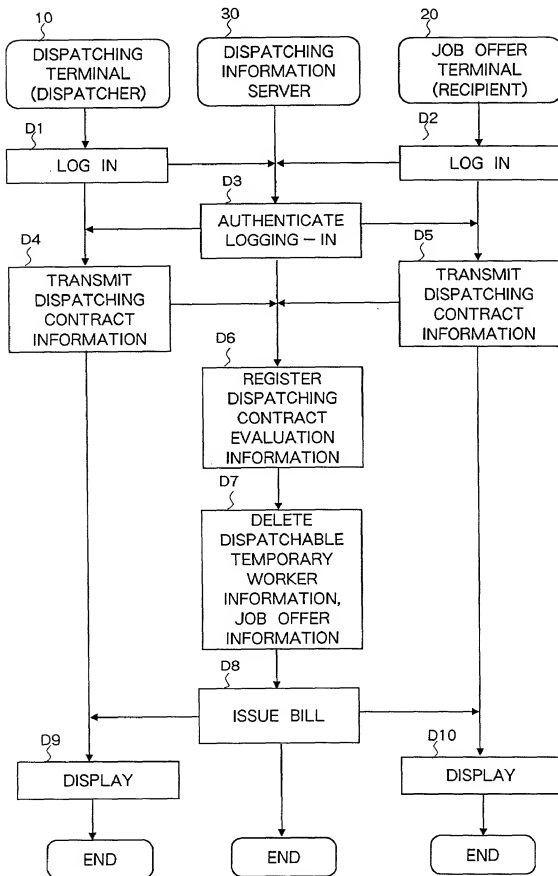 10
30
20
DISPATCHING
TERMINAL
(DISPATCHER)
DISPATCHING
INFORMATION
SERVER
JOB OFFER
TERMINAL
(RECIPIENT)
D1
LOG IN
D2
LOG IN
D3
AUTHENTICATE
LOGGING-IN
D4
TRANSMIT
DISPATCHING
CONTRACT
INFORMATION
D5
TRANSMIT
DISPATCHING
CONTRACT
INFORMATION
D6
REGISTER
DISPATCHING
CONTRACT
EVALUATION
INFORMATION
D7
DELETE
DISPATCHABLE
TEMPORARY
WORKER
INFORMATION,
JOB OFFER
INFORMATION
D8
ISSUE BILL
D9
DISPLAY
D10
DISPLAY
END
END
END